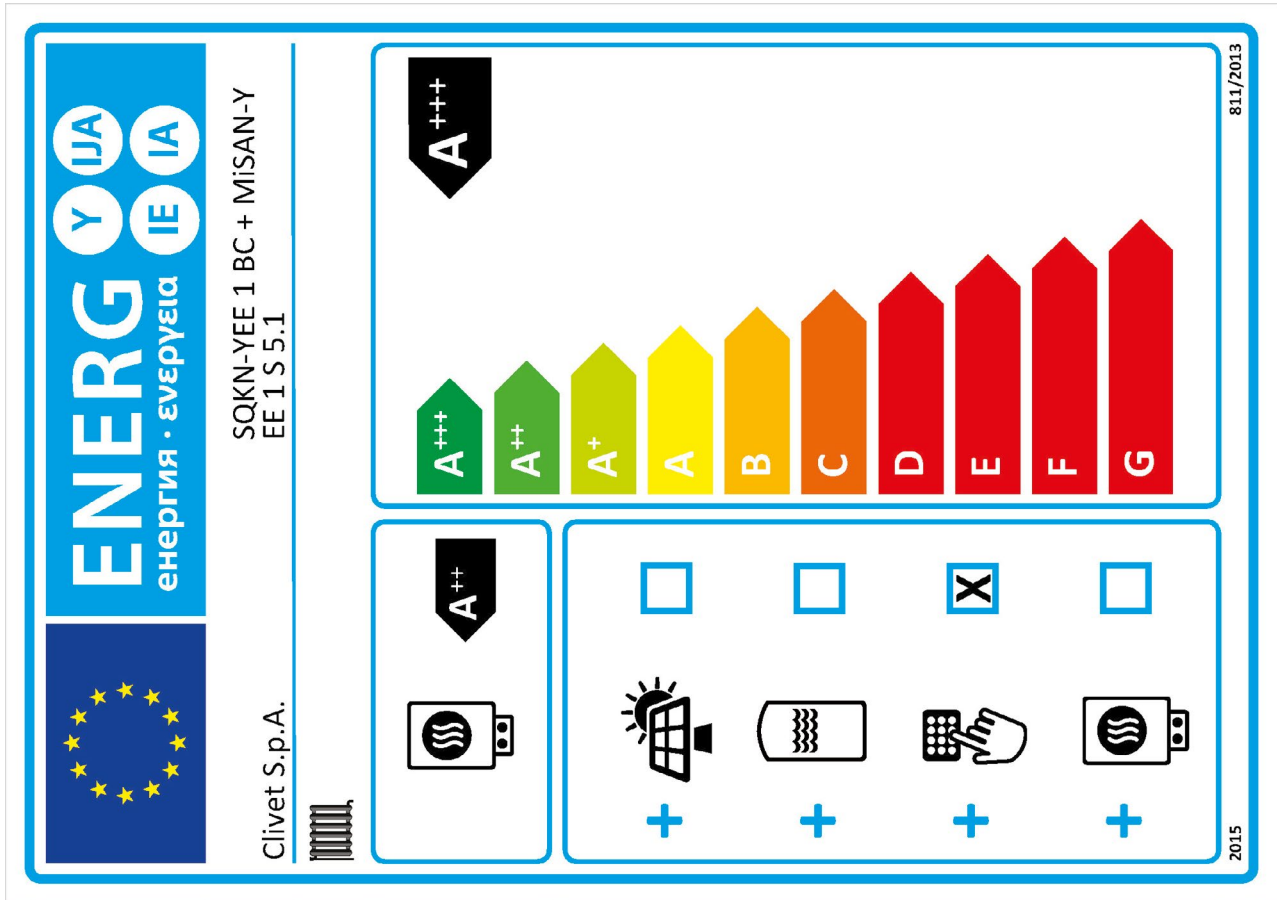 ENERG
енергия · ενεργεια
Y
IJA
IE
IA
Clivet S.p.A.
SQKN-YEE 1 BC + MiSAN-Y
EE 1 S 5.1
A++
A+++
A+++
A++
A+
A
B
C
D
E
F
G
+
+
+
X
+
2015
811/2013